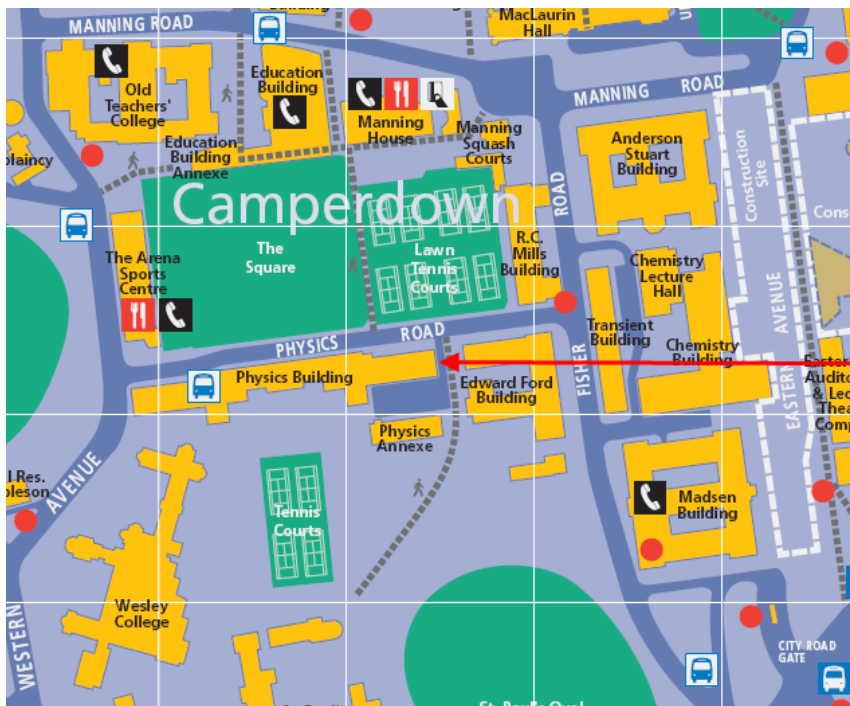 MacLaurin
Hall
MANNING ROAD
Old
Teachers'
College
Education
Building
Manning
House
MANNING ROAD
Education
Building
Annexe
Manning
Squash
Courts
Anderson
Stuart
Building
Construction
Site
Camperdown
ROAD
The
Square
Lawn
Tennis
Courts
R.C.
Mills
Building
The Arena
Sports
Centre
Chemistry
Lecture
Hall
PHYSICS ROAD
Transient
Building
Chemistry
Building
EASTERN AVENUE
FISHER
Physics Building
Edward Ford
Building
Physics
Annexe
WESTERN AVENUE
Tennis
Courts
Madsen
Building
Wesley
College
CITY ROAD
GATE
St. Paul's Oval